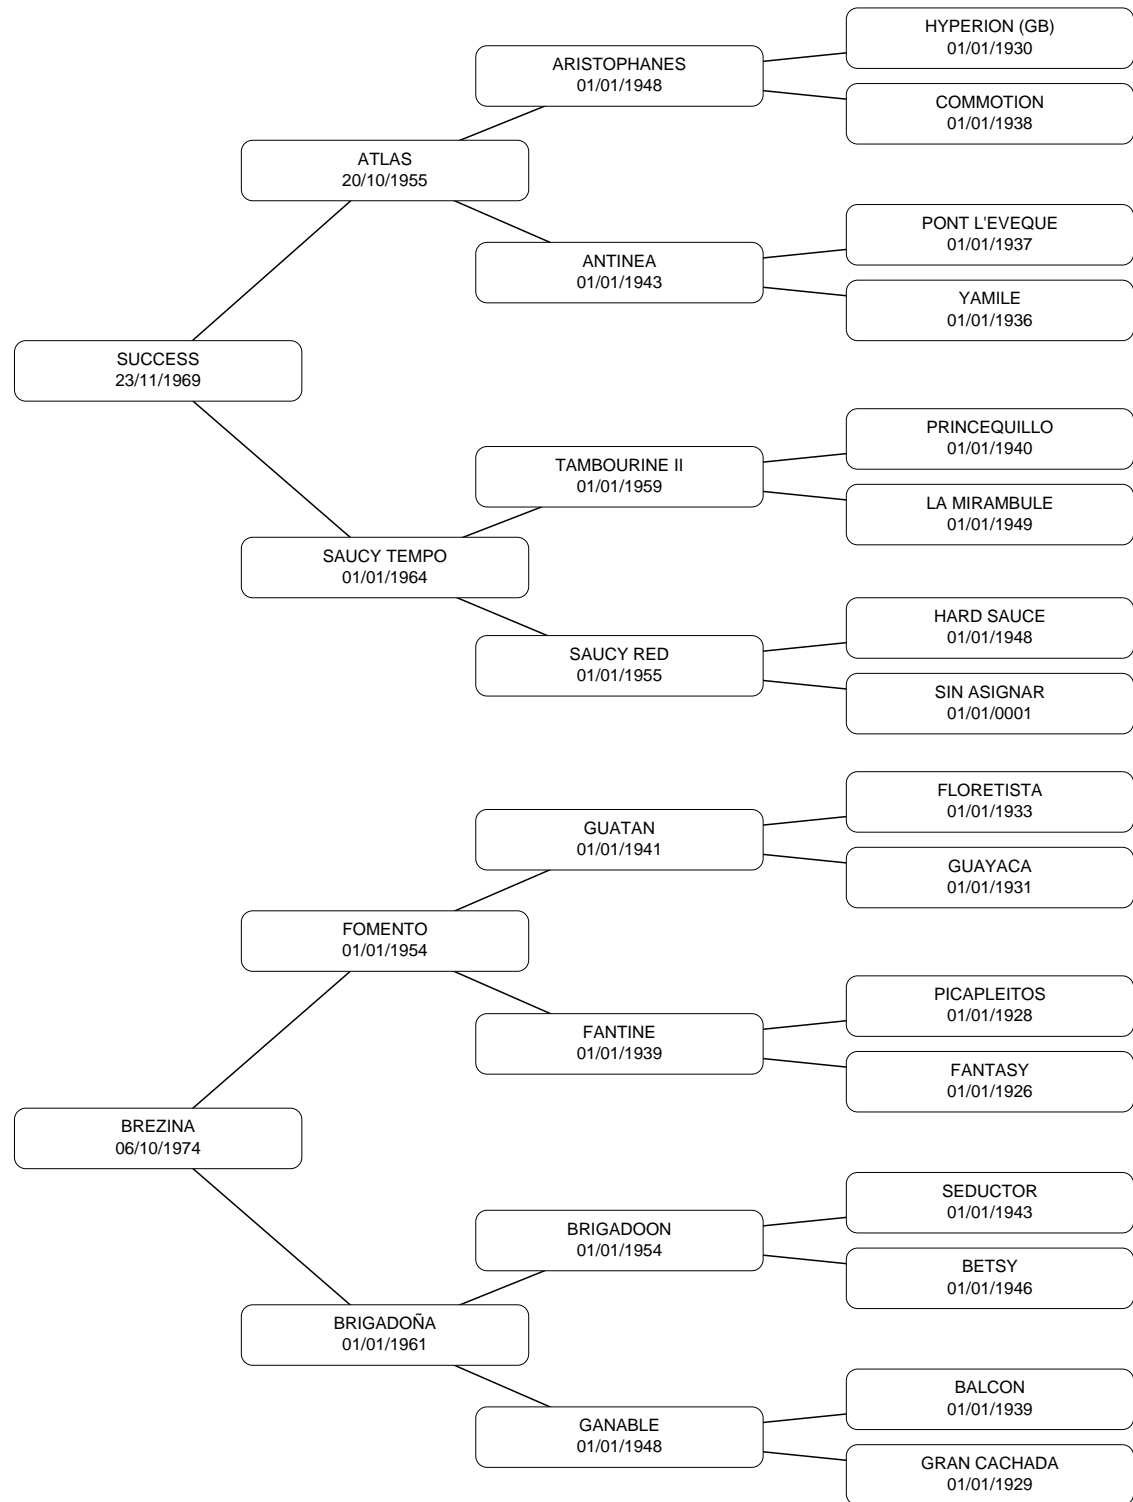 HYPERION (GB)
01/01/1930
ARISTOPHANES
01/01/1948
COMMOTION
01/01/1938
ATLAS
20/10/1955
PONT L'EVEQUE
01/01/1937
ANTINEA
01/01/1943
YAMILE
01/01/1936
SUCCESS
23/11/1969
PRINCEQUILLO
01/01/1940
TAMBOURINE II
01/01/1959
LA MIRAMBULE
01/01/1949
SAUCY TEMPO
01/01/1964
HARD SAUCE
01/01/1948
SAUCY RED
01/01/1955
SIN ASIGNAR
01/01/0001
FLORETISTA
01/01/1933
GUATAN
01/01/1941
GUAYACA
01/01/1931
FOMENTO
01/01/1954
PICAPLEITOS
01/01/1928
FANTINE
01/01/1939
FANTASY
01/01/1926
BREZINA
06/10/1974
SEDUCTOR
01/01/1943
BRIGADOON
01/01/1954
BETSY
01/01/1946
BRIGADOÑA
01/01/1961
BALCON
01/01/1939
GANABLE
01/01/1948
GRAN CACHADA
01/01/1929